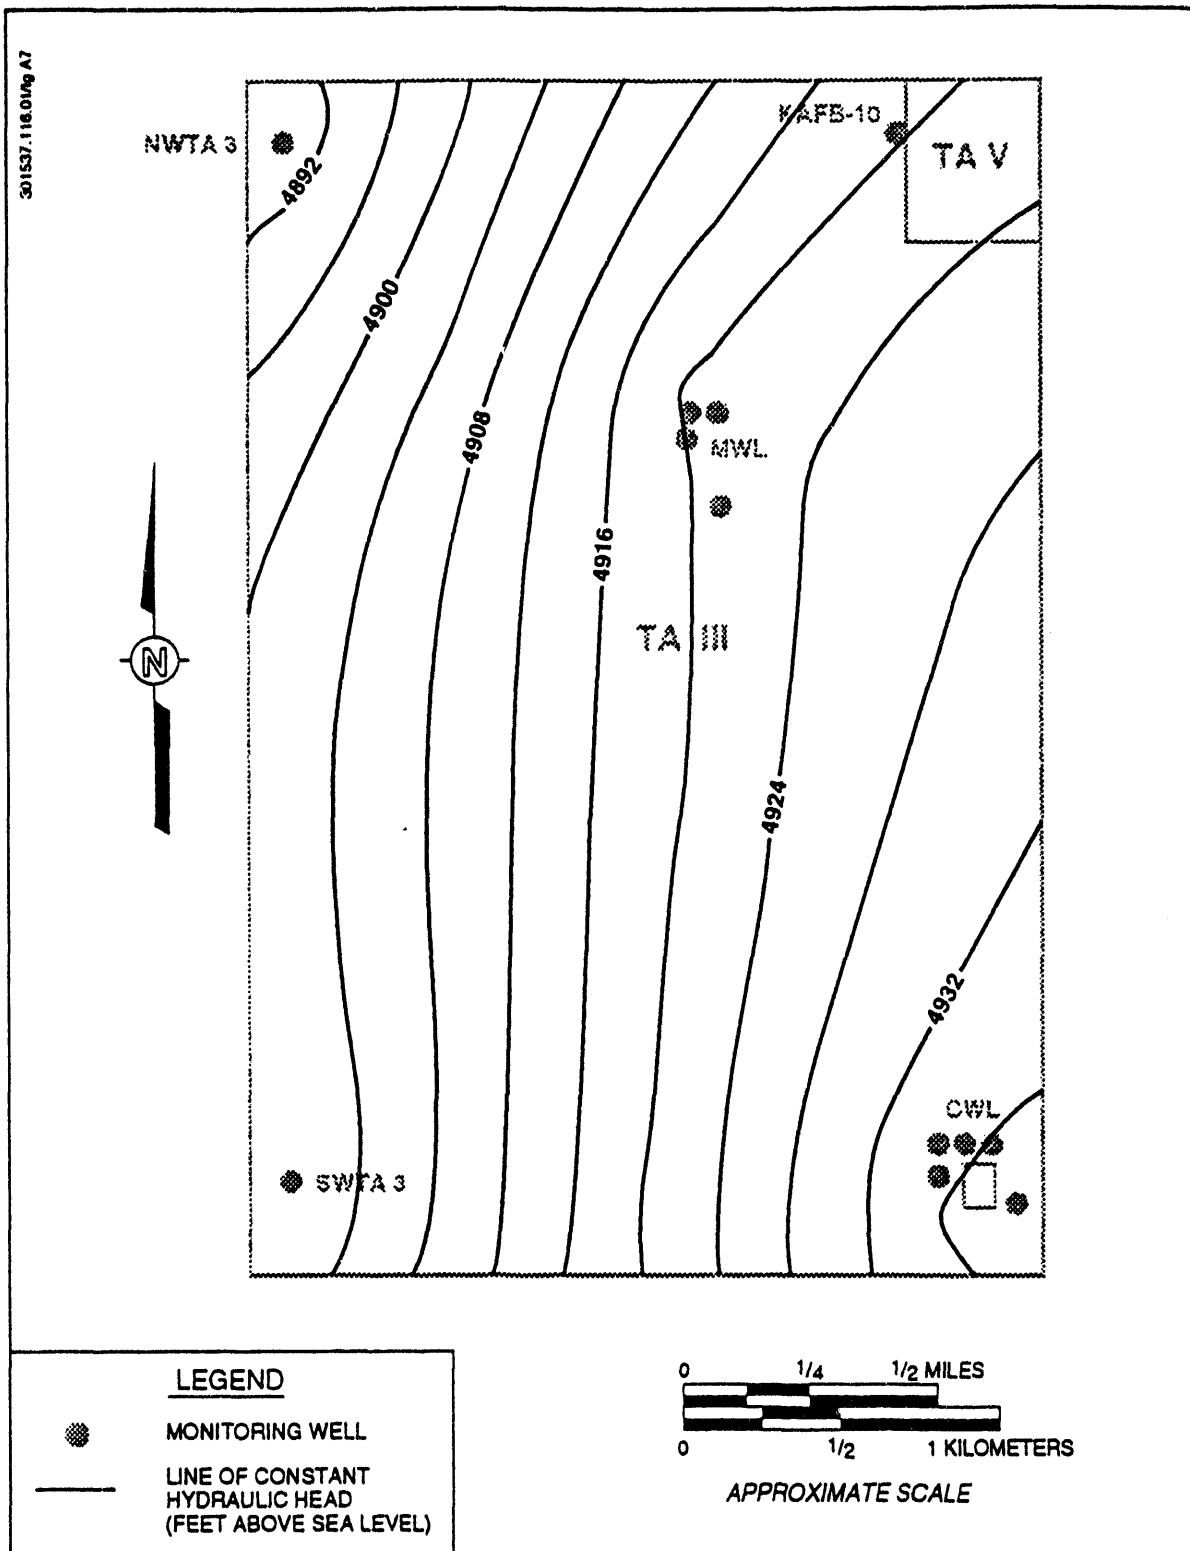 301537.116.01/Ag A7
NWTA 3
KAFB-10
TA V
4892
4900
4908
MWL
4916
TA III
4924
4932
CWL
SWTA 3
N
LEGEND
MONITORING WELL
LINE OF CONSTANT
HYDRAULIC HEAD
(FEET ABOVE SEA LEVEL)
0 1/4 1/2 MILES
0 1/2 1 KILOMETERS
APPROXIMATE SCALE